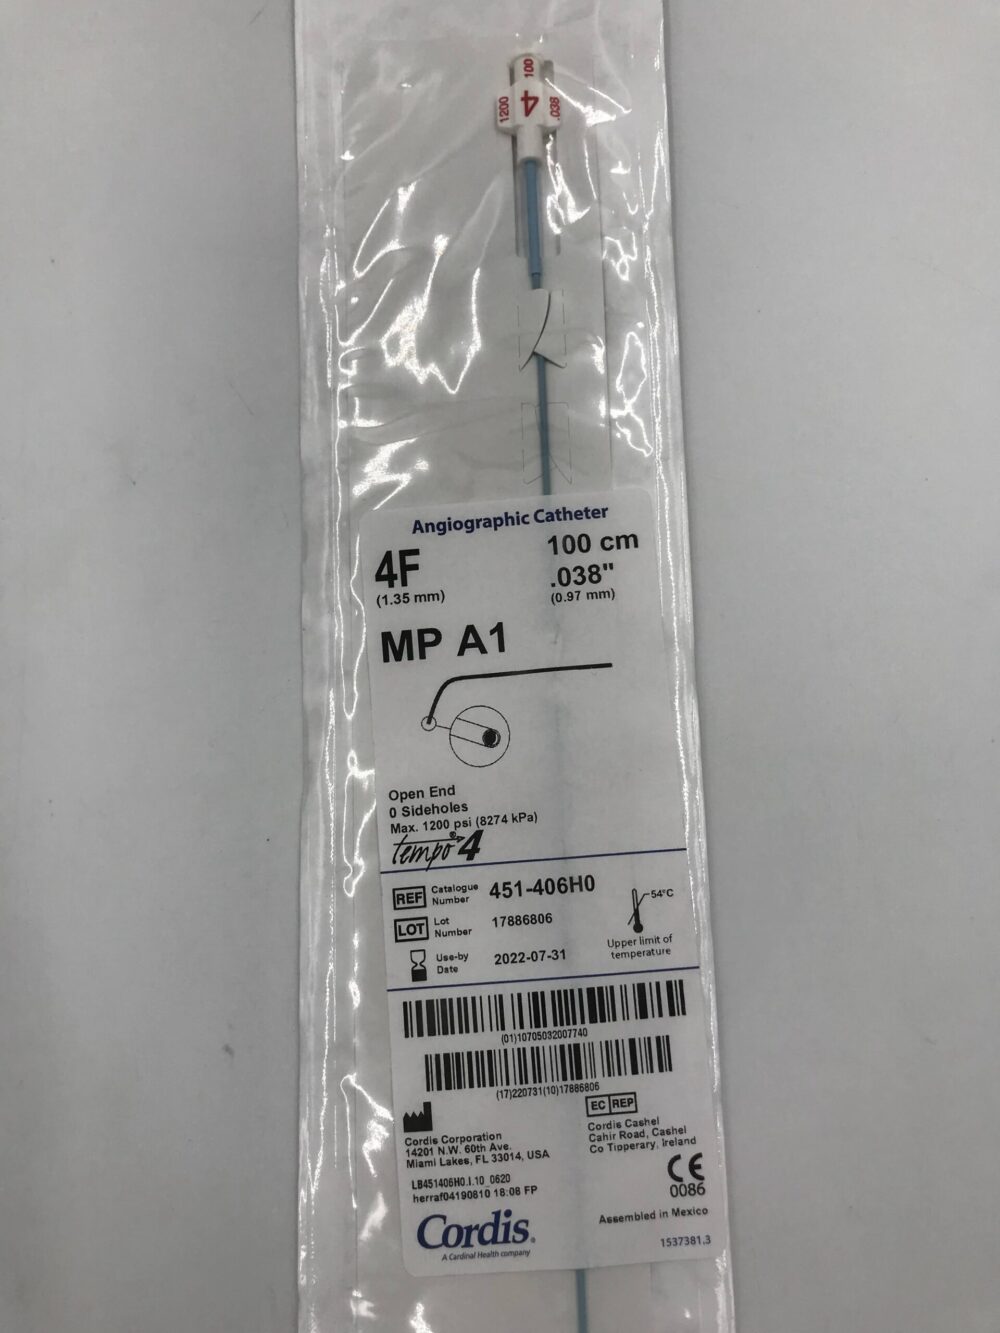 1200 100 .038
4
Angiographic Catheter
4F
(1.35 mm)
100 cm
.038"
(0.97 mm)
MP A1
Open End
0 Sideholes
Max. 1200 psi (8274 kPa)
tempo®4
REF Catalogue Number 451-406H0
LOT Lot Number 17886806
Use-by Date 2022-07-31
54°C
Upper limit of
temperature
(01)10705032007740
(17)220731(10)17886806
Cordis Corporation
14201 N.W. 60th Ave.
Miami Lakes, FL 33014, USA
EC REP
Cordis Cashel
Cahir Road, Cashel
Co Tipperary, Ireland
LB451406H0.I.10_0620
herraf04190810 18:08 FP
CE
0086
Cordis®
A Cardinal Health company
Assembled in Mexico
1537381.3